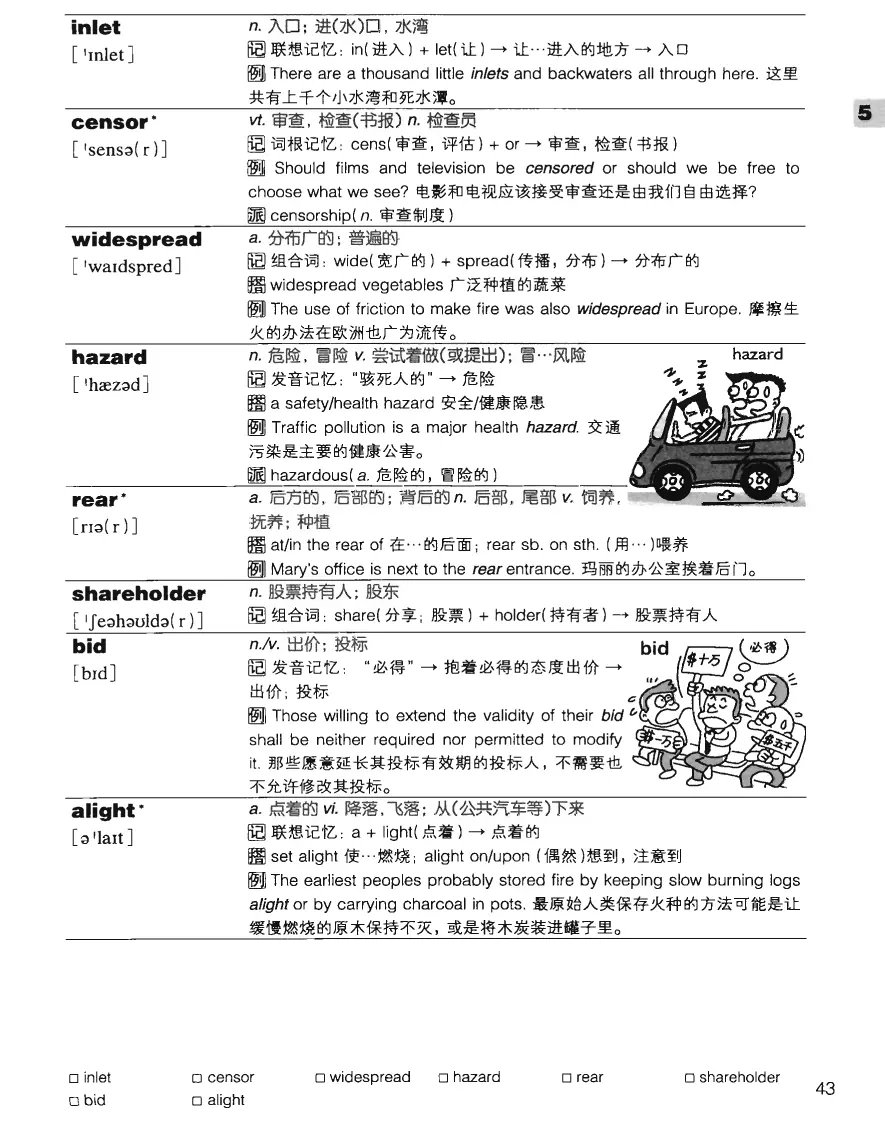 inlet
[ˈɪnlet]
n. 入口；进(水)口，水湾
[记] 联想记忆：in(进入) + let(让) → 让…进入的地方 → 入口
[例] There are a thousand little inlets and backwaters all through here. 这里
共有上千个小水湾和死水潭。
5
censor*
[ˈsensə(r)]
vt. 审查，检查(书报) n. 检查员
[记] 词根记忆：cens(审查，评估) + or → 审查，检查(书报)
[例] Should films and television be censored or should we be free to
choose what we see? 电影和电视应该接受审查还是由我们自由选择?
[派] censorship(n. 审查制度)
widespread
[ˈwaɪdspred]
a. 分布广的；普遍的
[记] 组合词：wide(宽广的) + spread(传播，分布) → 分布广的
[搭] widespread vegetables 广泛种植的蔬菜
[例] The use of friction to make fire was also widespread in Europe. 摩擦生
火的办法在欧洲也广为流传。
hazard
[ˈhæzəd]
n. 危险，冒险 v. 尝试着做(或提出)；冒…风险
[记] 发音记忆："骇死人的" → 危险
[搭] a safety/health hazard 安全/健康隐患
[例] Traffic pollution is a major health hazard. 交通
污染是主要的健康公害。
[派] hazardous(a. 危险的，冒险的)
hazard
z z z z
rear*
[rɪə(r)]
a. 后方的，后部的；背后的 n. 后部，尾部 v. 饲养，
抚养；种植
[搭] at/in the rear of 在…的后面；rear sb. on sth. (用…)喂养
[例] Mary's office is next to the rear entrance. 玛丽的办公室挨着后门。
shareholder
[ˈʃeəhəʊldə(r)]
n. 股票持有人；股东
[记] 组合词：share(分享；股票) + holder(持有者) → 股票持有人
bid
[bɪd]
n./v. 出价；投标
[记] 发音记忆："必得" → 抱着必得的态度出价 →
出价；投标
[例] Those willing to extend the validity of their bid
shall be neither required nor permitted to modify
it. 那些愿意延长其投标有效期的投标人，不需要也
不允许修改其投标。
bid
必得
$十万
$一万
$五千
alight*
[əˈlaɪt]
a. 点着的 vi. 降落，飞落；从(公共汽车等)下来
[记] 联想记忆：a + light(点着) → 点着的
[搭] set alight 使…燃烧；alight on/upon (偶然)想到，注意到
[例] The earliest peoples probably stored fire by keeping slow burning logs
alight or by carrying charcoal in pots. 最原始人类保存火种的方法可能是让
缓慢燃烧的原木保持不灭，或是将木炭装进罐子里。
□ inlet □ censor □ widespread □ hazard □ rear □ shareholder
□ bid □ alight
43